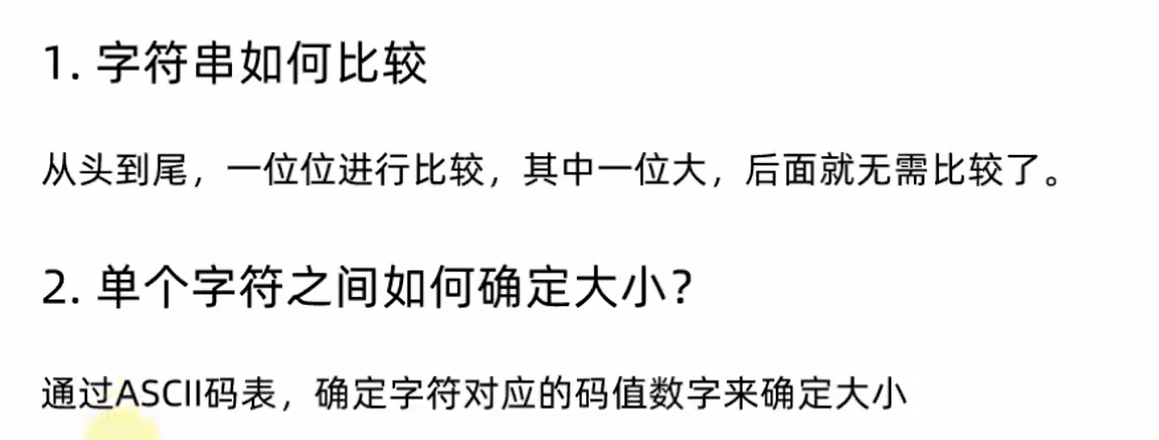 1. 字符串如何比较
从头到尾，一位位进行比较，其中一位大，后面就无需比较了。
2. 单个字符之间如何确定大小？
通过ASCII码表，确定字符对应的码值数字来确定大小